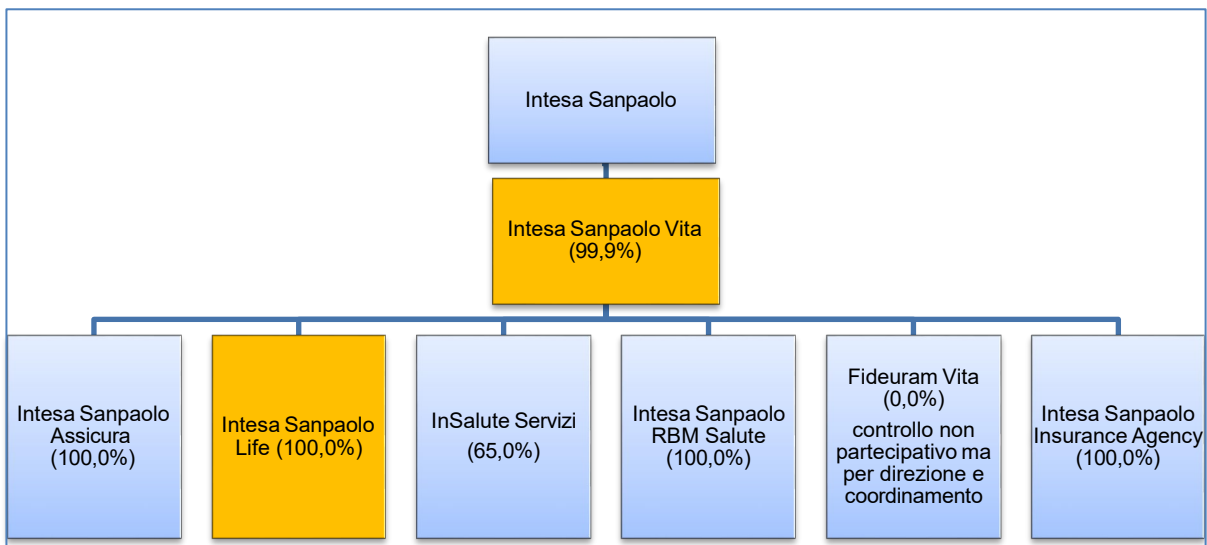 Intesa Sanpaolo
Intesa Sanpaolo Vita
(99,9%)
Intesa Sanpaolo
Assicura
(100,0%)
Intesa Sanpaolo
Life (100,0%)
InSalute Servizi
(65,0%)
Intesa Sanpaolo
RBM Salute
(100,0%)
Fideuram Vita
(0,0%)
controllo non
partecipativo ma
per direzione e
coordinamento
Intesa Sanpaolo
Insurance Agency
(100,0%)